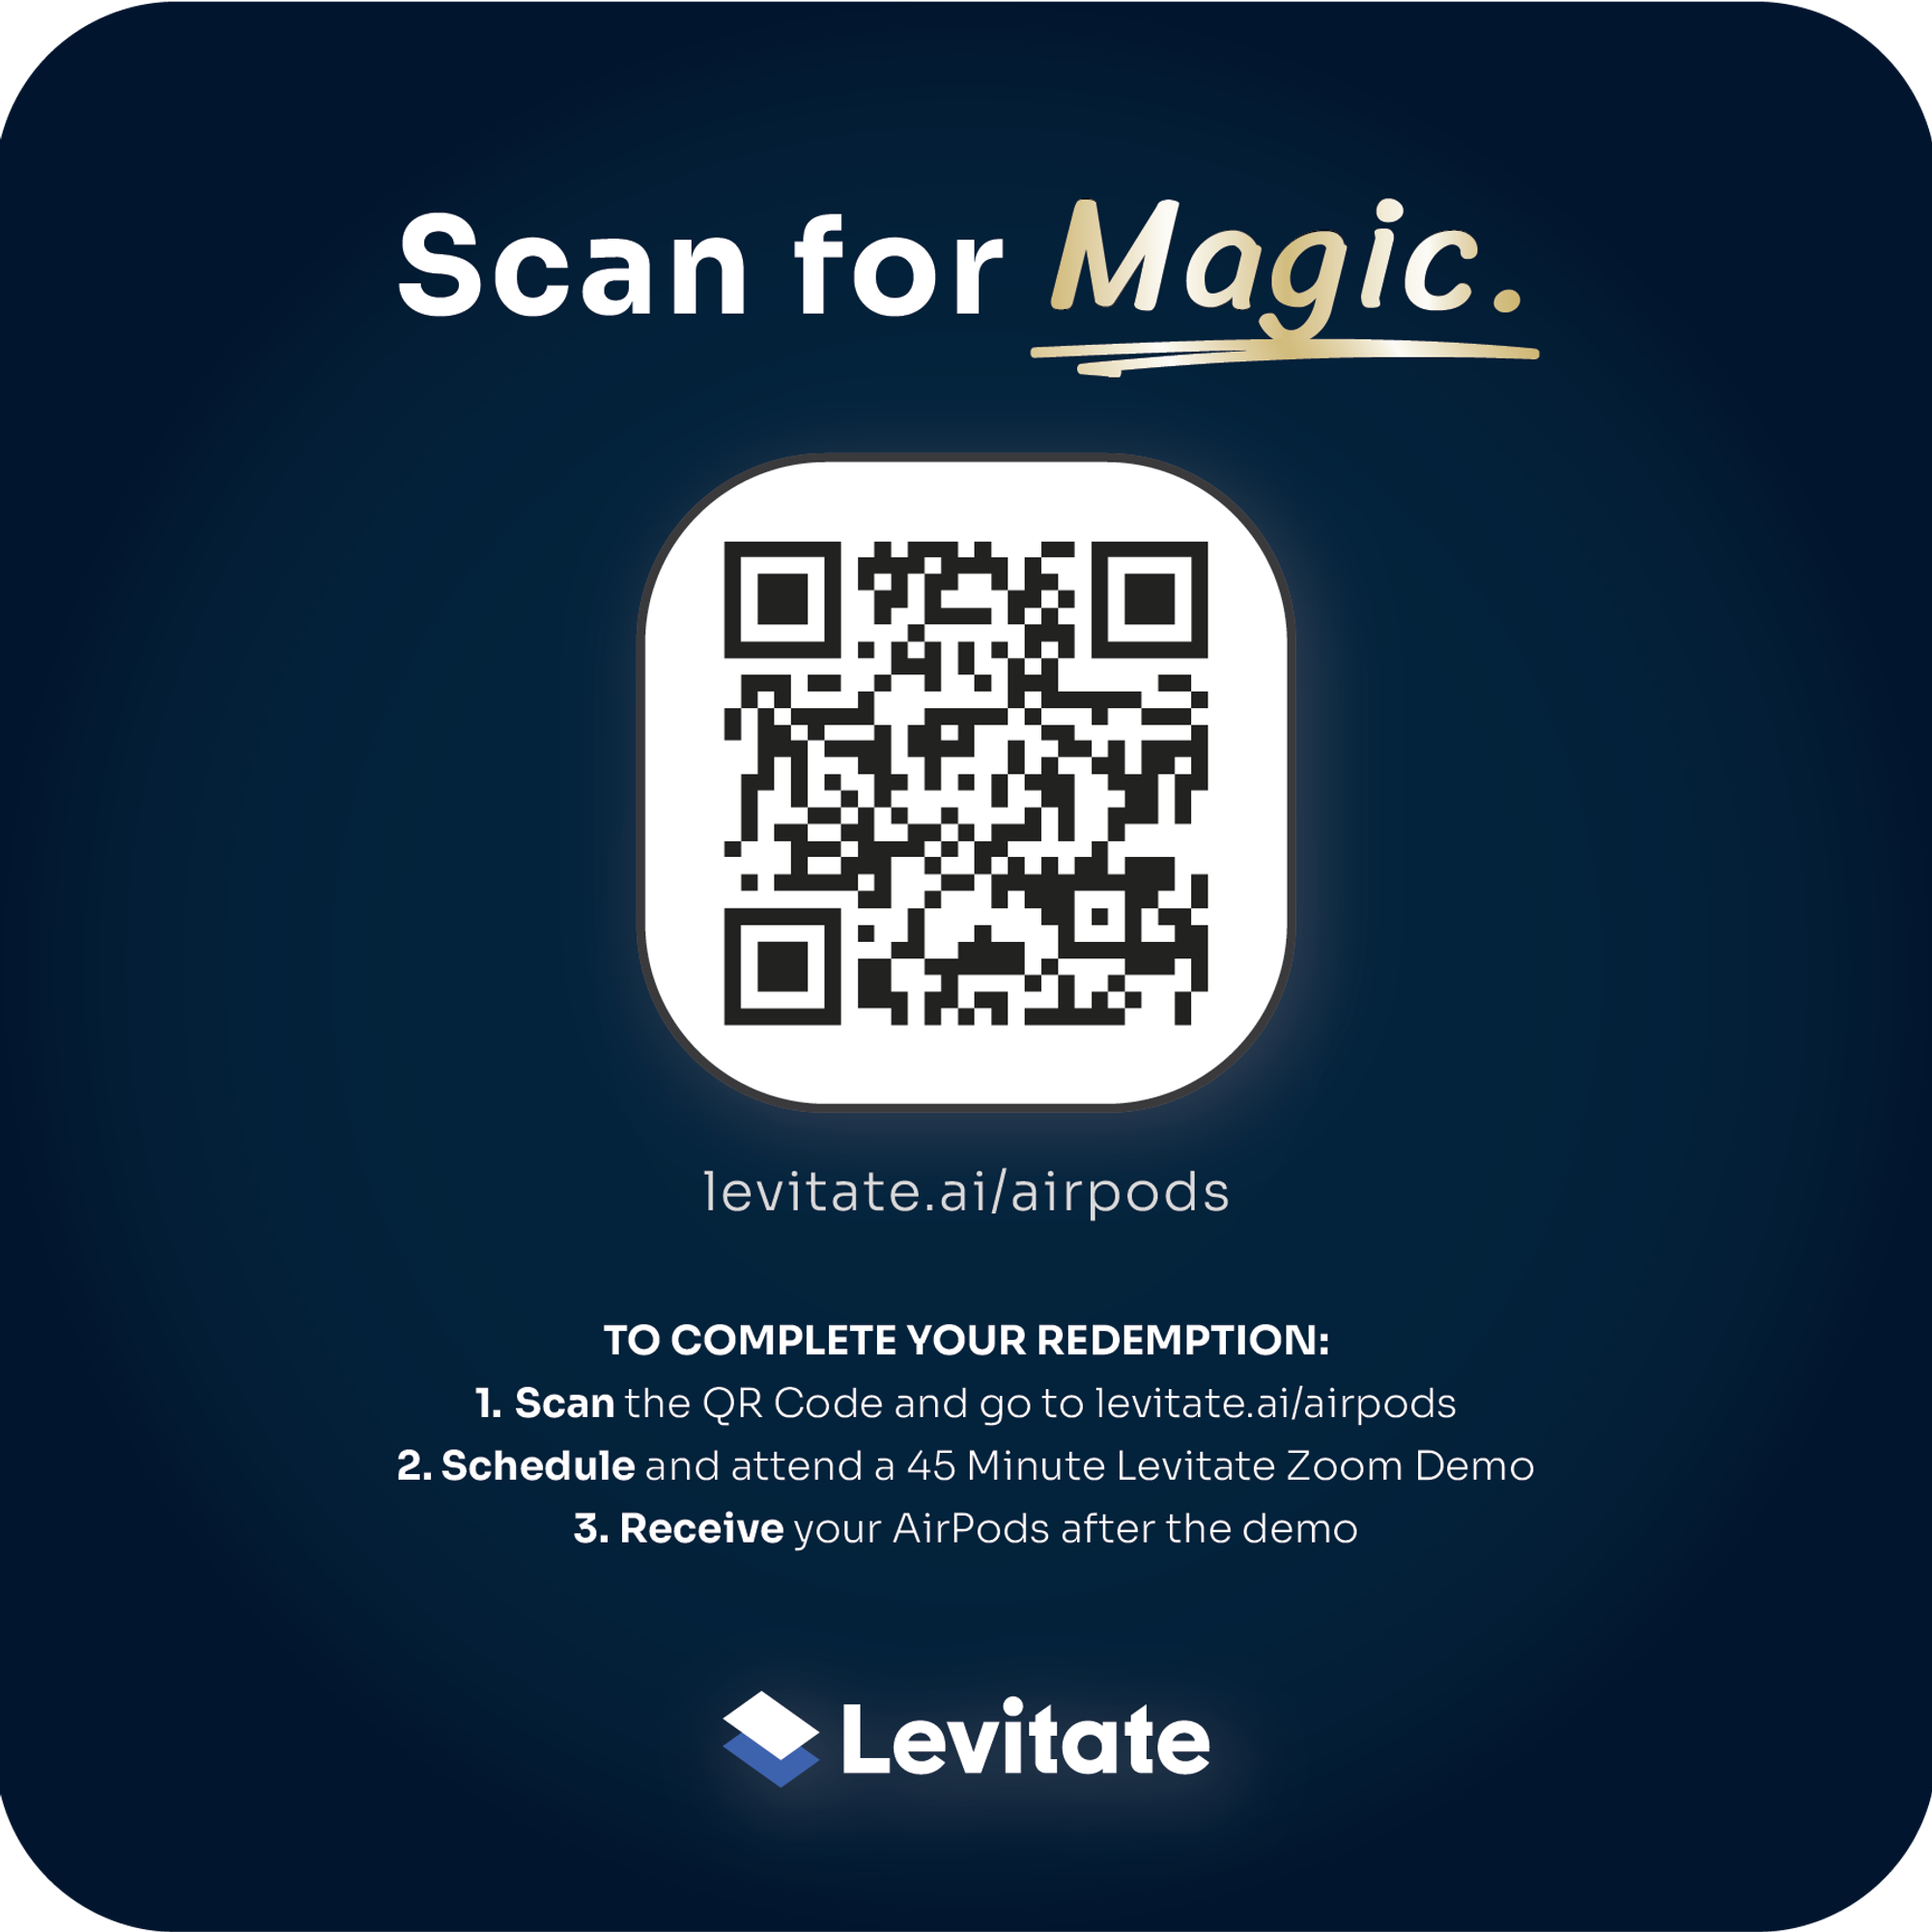 Scan for Magic.
levitate.ai/airpods
TO COMPLETE YOUR REDEMPTION:
1. Scan the QR Code and go to levitate.ai/airpods
2. Schedule and attend a 45 Minute Levitate Zoom Demo
3. Receive your AirPods after the demo
Levitate